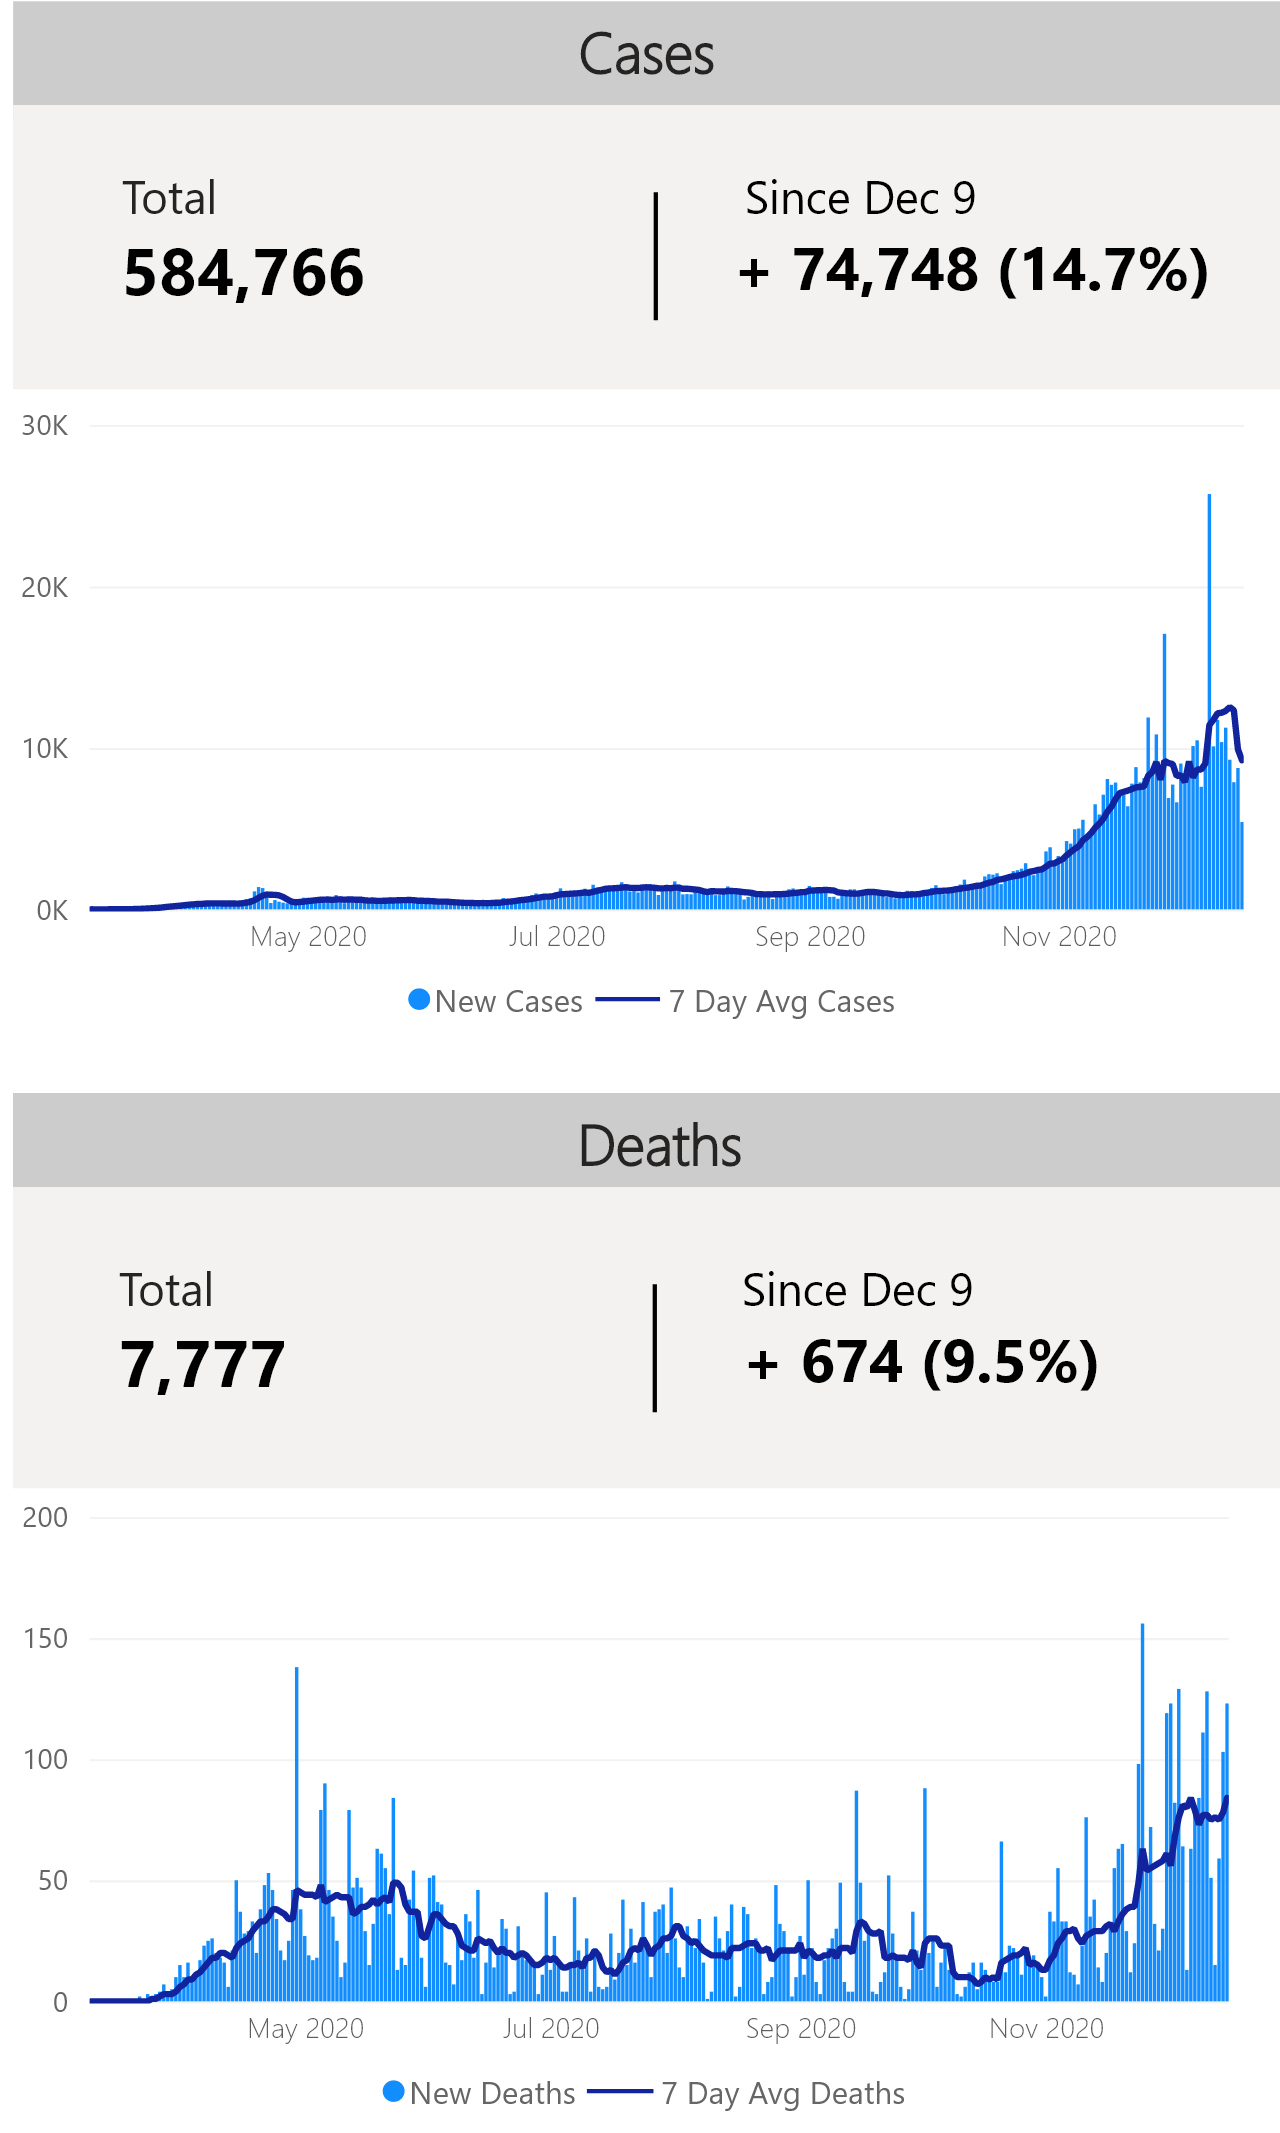 Cases
Total
Since Dec 9
584,766
+ 74,748 (14.7%)
30K
20K
10K
0K
May 2020
Jul 2020
Sep 2020
Nov 2020
New Cases
7 Day Avg Cases
Deaths
Total
Since Dec 9
7,777
+ 674 (9.5%)
200
150
100
50
0
May 2020
Jul 2020
Sep 2020
Nov 2020
New Deaths
7 Day Avg Deaths